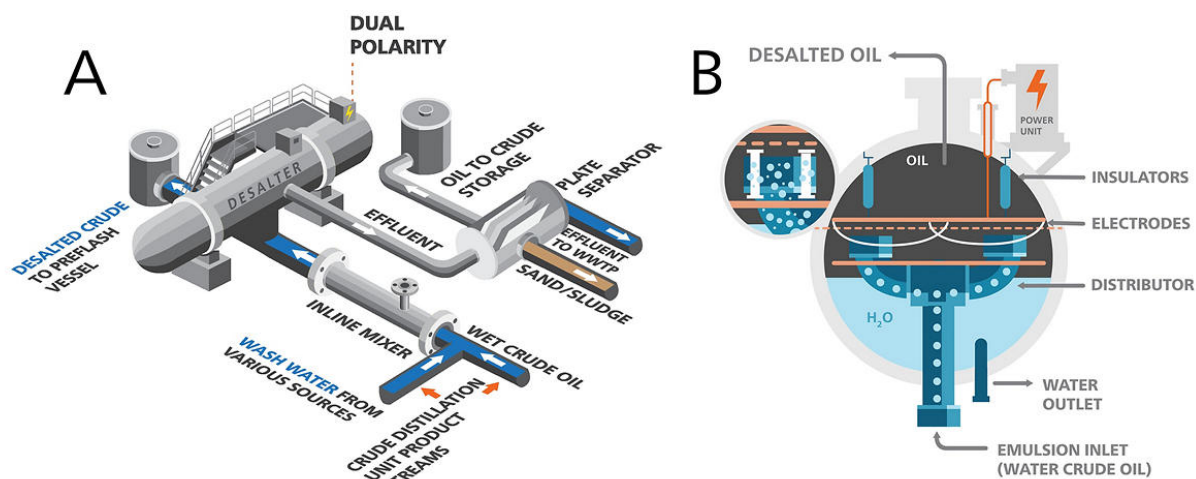 A
DUAL
POLARITY
DESALTER
DESALTED CRUDE
TO PREFLASH
VESSEL
OIL TO CRUDE
STORAGE
PLATE
SEPARATOR
EFFLUENT
EFFLUENT
TO WWTP
SAND/SLUDGE
INLINE MIXER
WET CRUDE OIL
WASH WATER FROM
VARIOUS SOURCES
CRUDE DISTILLATION
UNIT PRODUCT
B
DESALTED OIL
POWER
UNIT
OIL
INSULATORS
ELECTRODES
DISTRIBUTOR
H₂O
WATER
OUTLET
EMULSION INLET
(WATER CRUDE OIL)